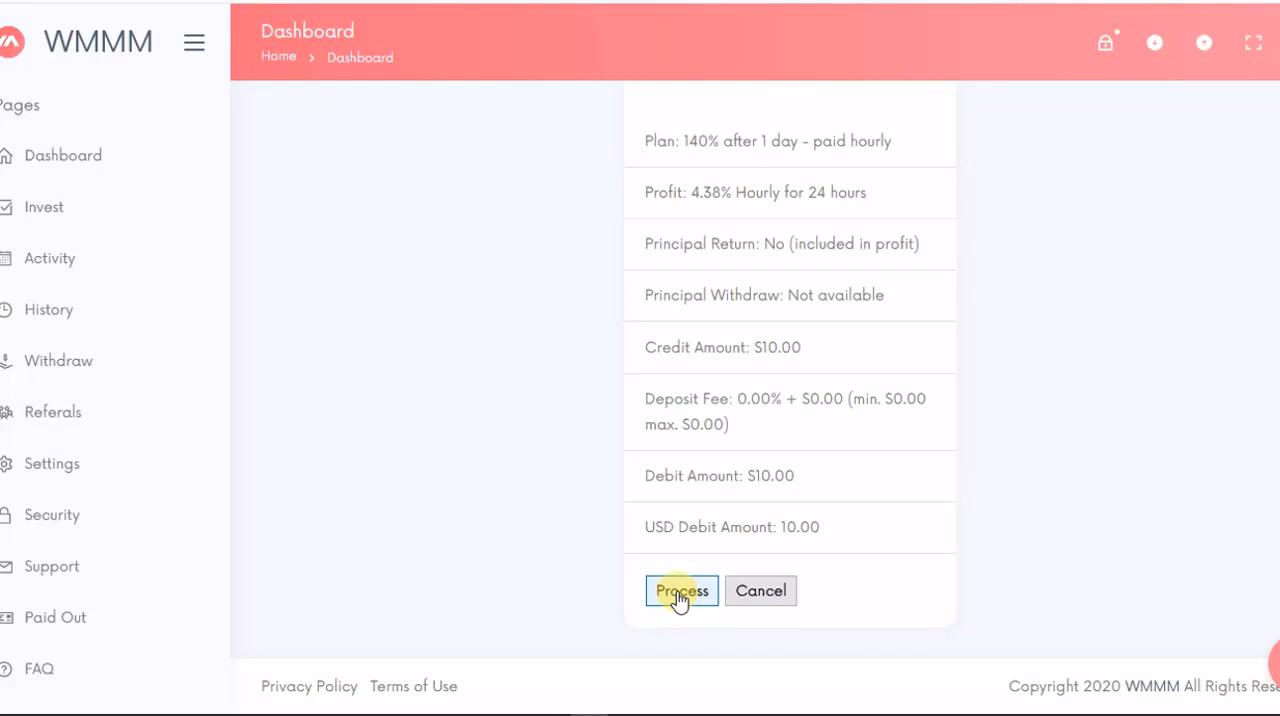 WMMM
Dashboard
Home > Dashboard
Pages
Dashboard
Invest
Activity
History
Withdraw
Referals
Settings
Security
Support
Paid Out
FAQ
Plan: 140% after 1 day - paid hourly
Profit: 4.38% Hourly for 24 hours
Principal Return: No (included in profit)
Principal Withdraw: Not available
Credit Amount: $10.00
Deposit Fee: 0.00% + $0.00 (min. $0.00
max. $0.00)
Debit Amount: $10.00
USD Debit Amount: 10.00
Process Cancel
Privacy Policy Terms of Use
Copyright 2020 WMMM All Rights Rese